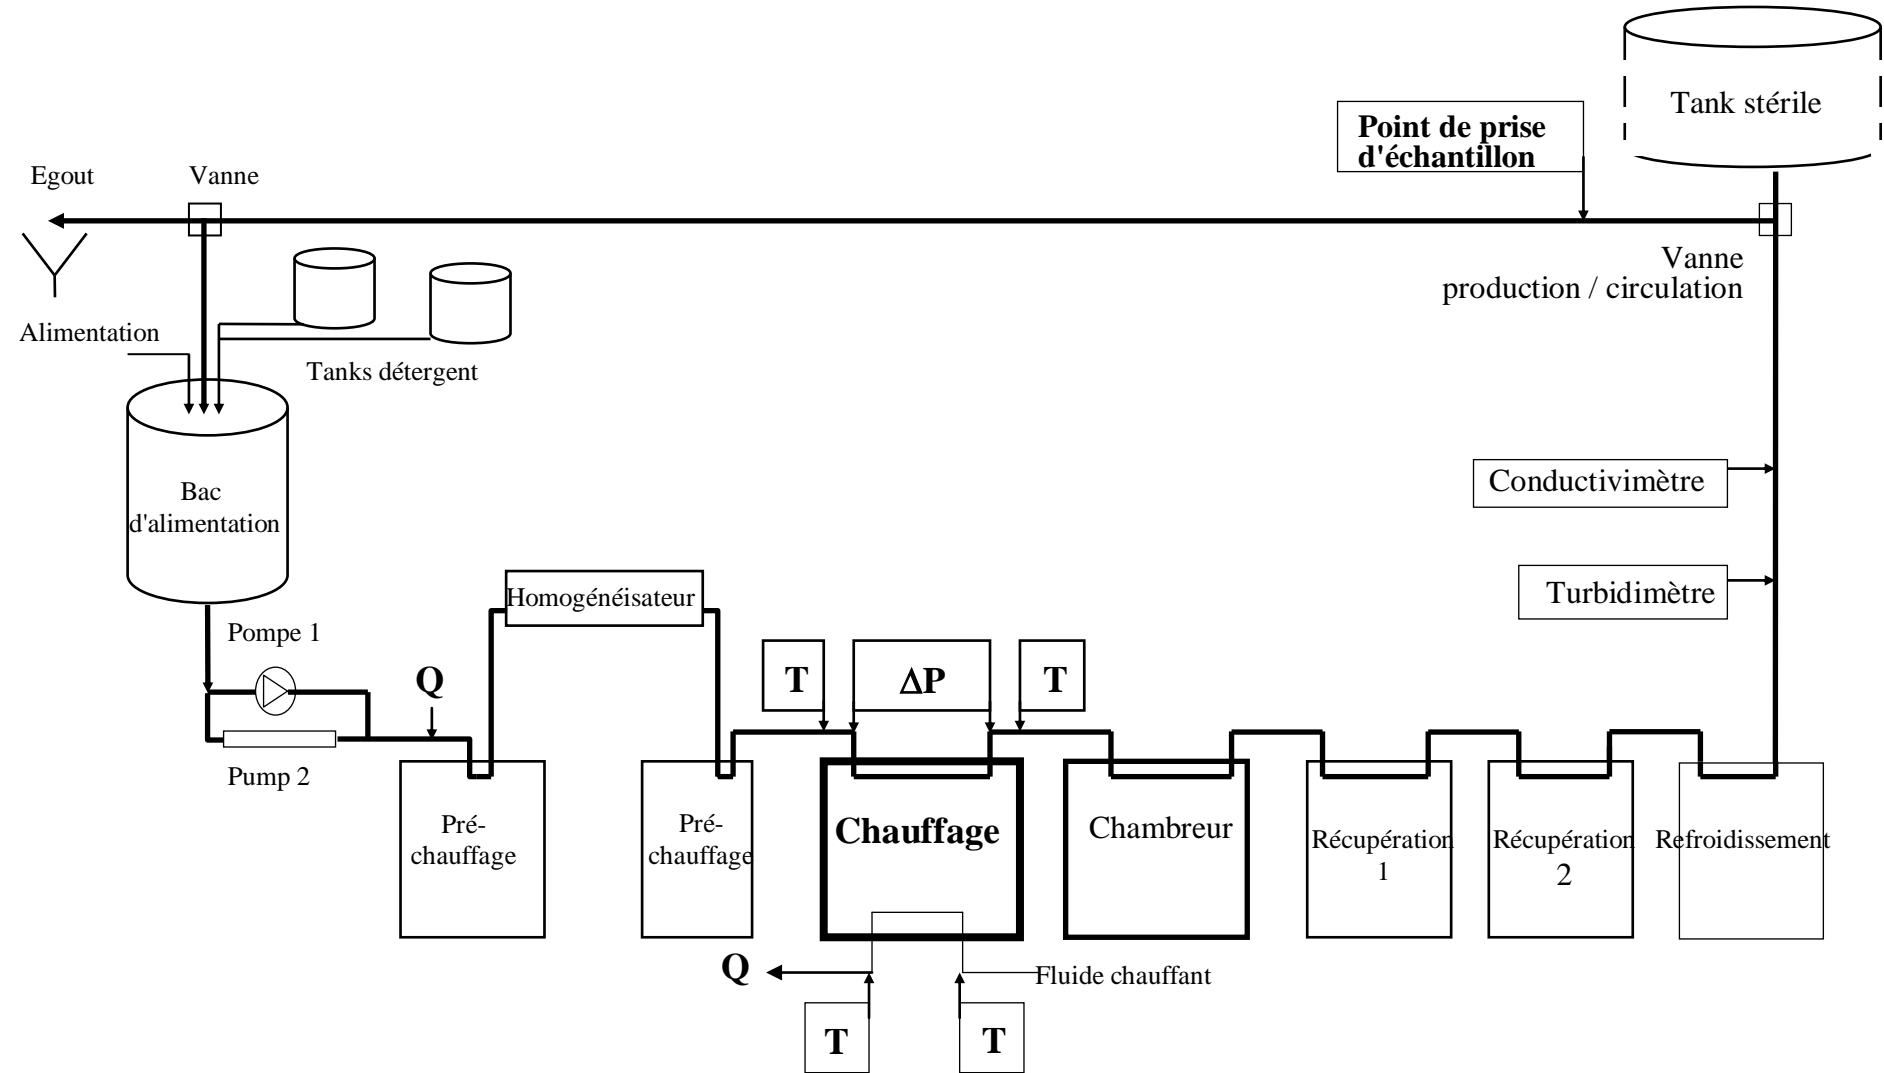 Tank stérile
Point de prise
d'échantillon
Egout
Vanne
Vanne
production / circulation
Alimentation
Tanks détergent
Conductivimètre
Bac
d'alimentation
Turbidimètre
Homogénéisateur
Pompe 1
Q
T
ΔP
T
Pump 2
Pré-
chauffage
Pré-
chauffage
Chauffage
Chambreur
Récupération
1
Récupération
2
Refroidissement
Q
Fluide chauffant
T
T